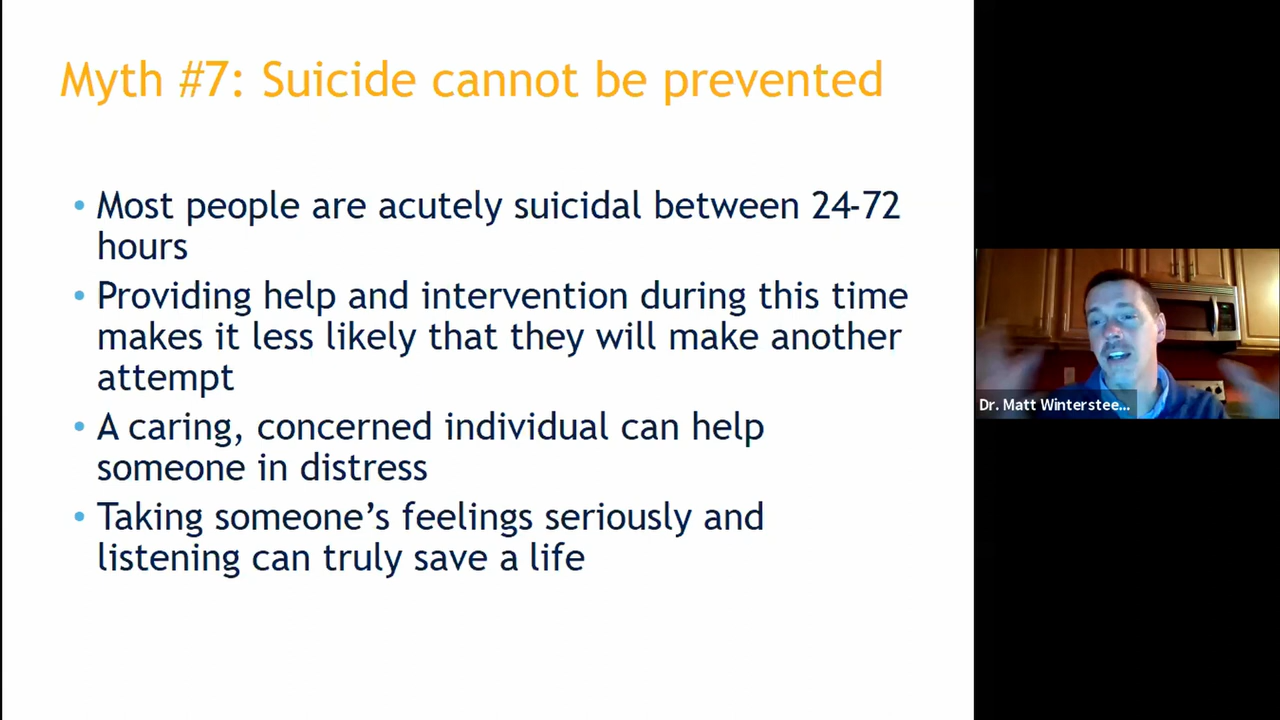 Myth #7: Suicide cannot be prevented
• Most people are acutely suicidal between 24-72
hours
• Providing help and intervention during this time
makes it less likely that they will make another
attempt
• A caring, concerned individual can help
someone in distress
• Taking someone’s feelings seriously and
listening can truly save a life
Dr. Matt Winterstee...